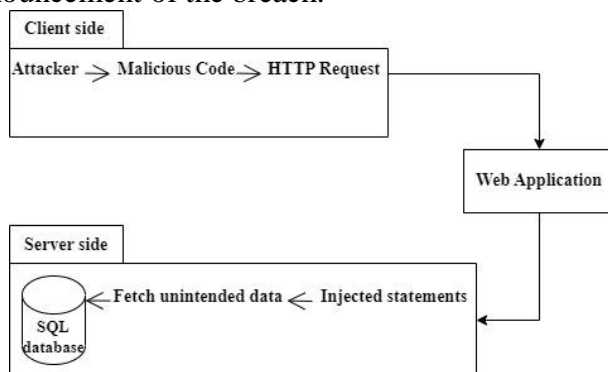 Client side
Attacker Malicious Code HTTP Request
Web Application
Server side
Fetch unintended data Injected statements
SQL
database